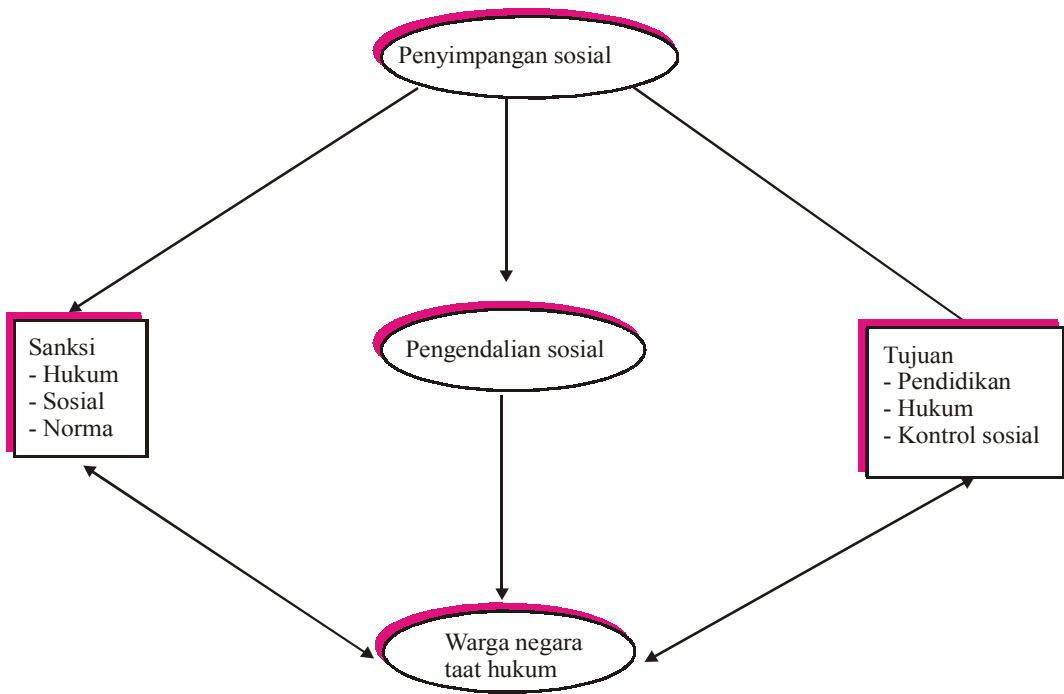 Penyimpangan sosial
Sanksi
- Hukum
- Sosial
- Norma
Pengendalian sosial
Tujuan
- Pendidikan
- Hukum
- Kontrol sosial
Warga negara
taat hukum